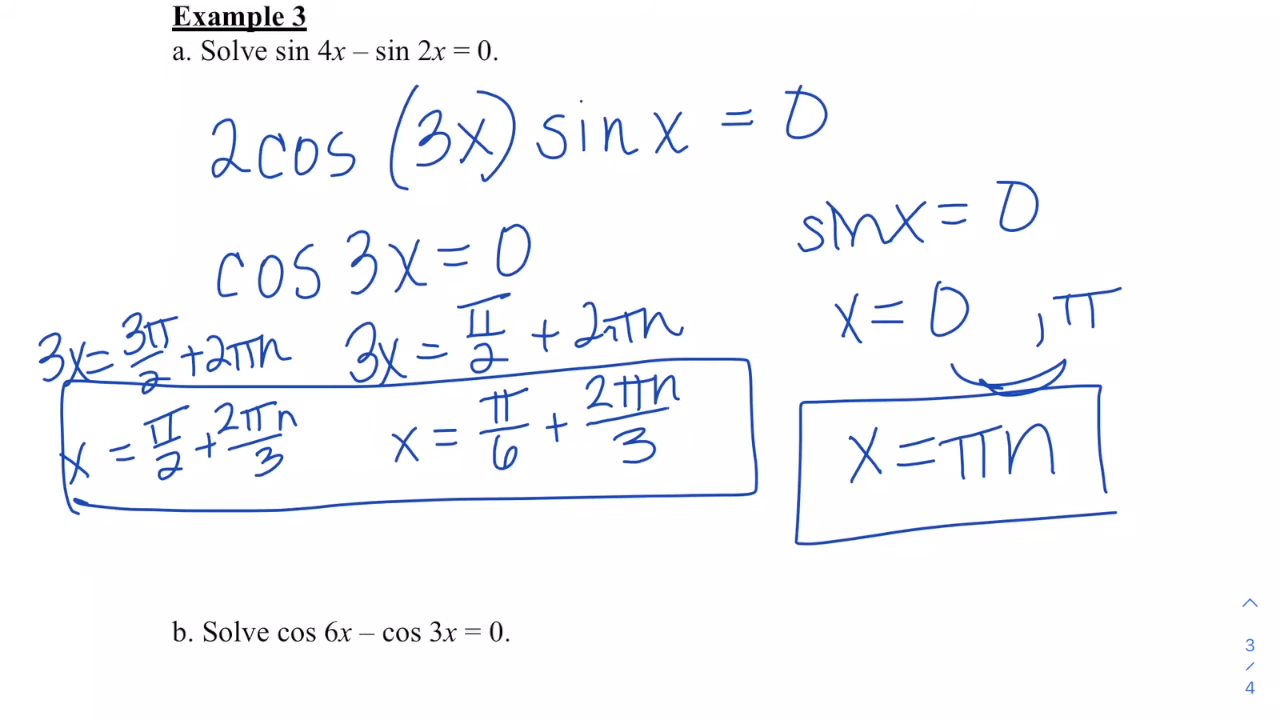 Example 3
a. Solve sin 4x – sin 2x = 0.
2cos (3x) sin x = 0
cos 3x = 0
sin x = 0
3x = 3π/2 + 2πn
3x = π/2 + 2πn
x = 0, π
x = π/2 + 2πn/3
x = π/6 + 2πn/3
x = πn
b. Solve cos 6x – cos 3x = 0.
3
/
4